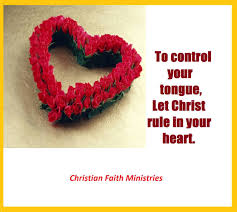 To control
your
tongue,
Let Christ
rule in your
heart.
Christian Faith Ministries